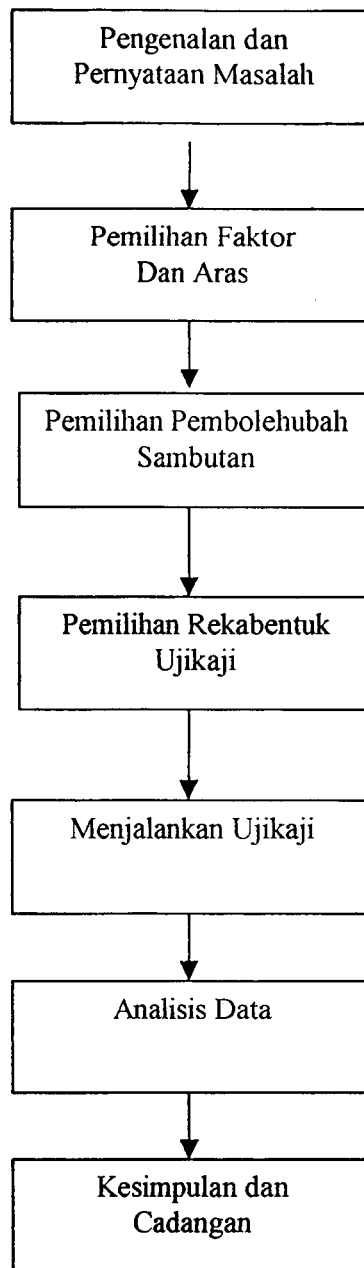 Pengenalan dan
Pernyataan Masalah
Pemilihan Faktor
Dan Aras
Pemilihan Pembolehubah
Sambutan
Pemilihan Rekabentuk
Ujikaji
Menjalankan Ujikaji
Analisis Data
Kesimpulan dan
Cadangan